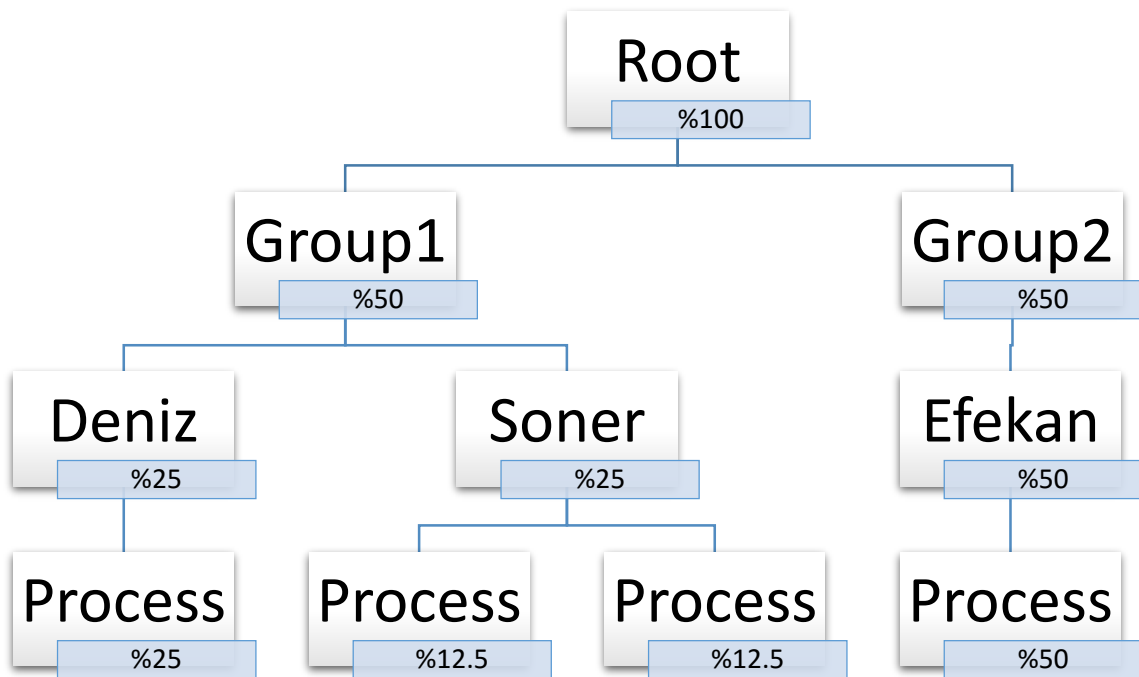 Root
%100
Group1
%50
Group2
%50
Deniz
%25
Soner
%25
Efekan
%50
Process
%25
Process
%12.5
Process
%12.5
Process
%50